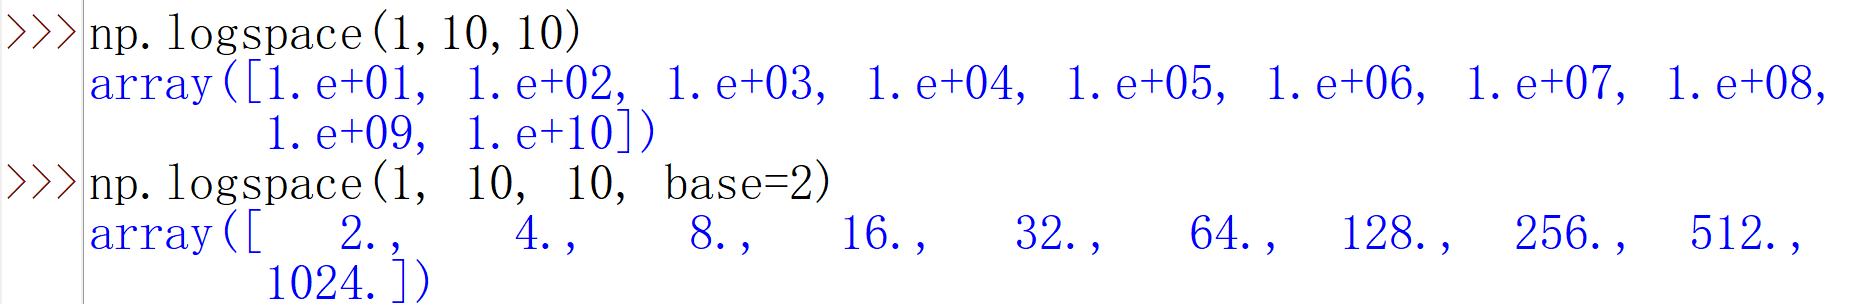 >>> np.logspace(1,10,10)
array([1.e+01, 1.e+02, 1.e+03, 1.e+04, 1.e+05, 1.e+06, 1.e+07, 1.e+08,
       1.e+09, 1.e+10])
>>> np.logspace(1, 10, 10, base=2)
array([   2.,    4.,    8.,   16.,   32.,   64.,  128.,  256.,  512.,
       1024.])